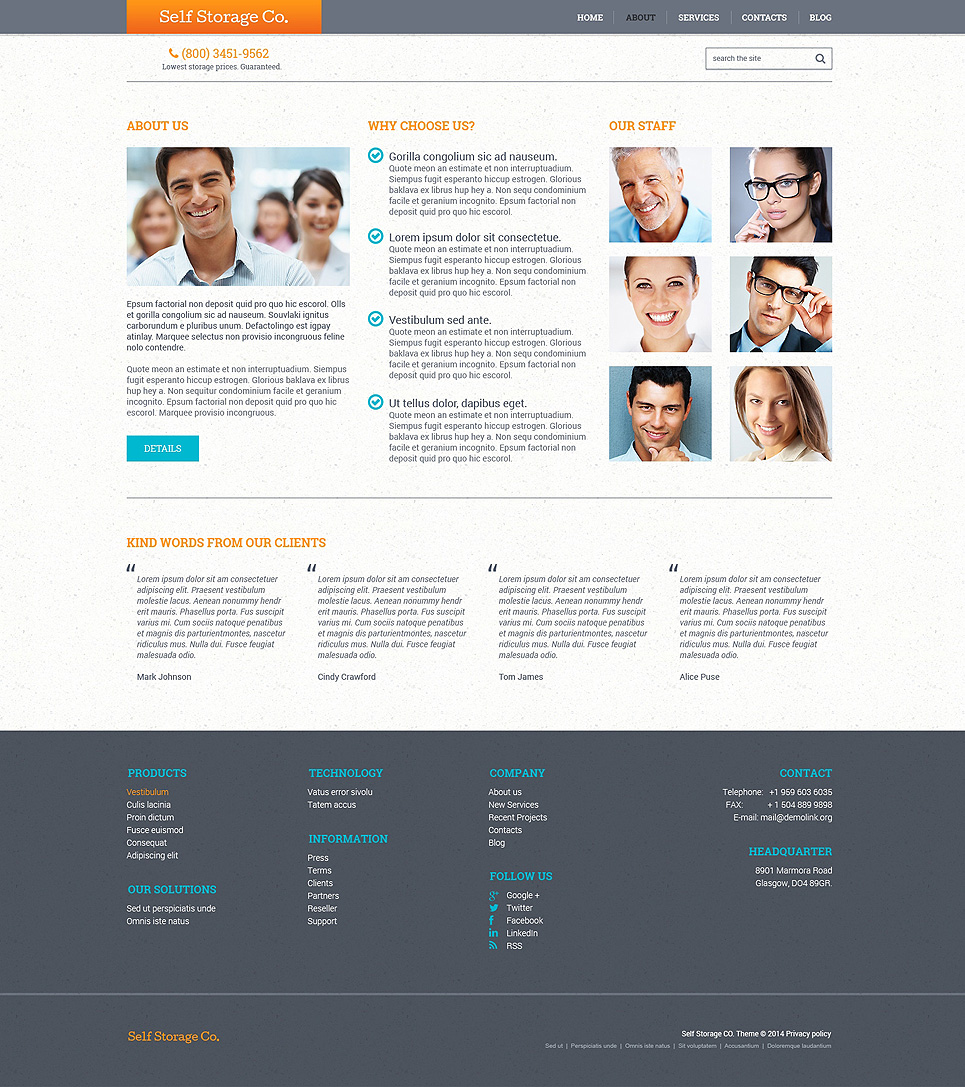 Self Storage Co.
HOME ABOUT SERVICES CONTACTS BLOG
(800) 3451-9562
Lowest storage prices. Guaranteed.
search the site
ABOUT US
Epsum factorial non deposit quid pro quo hic escorol. Olls
et gorilla congolium sic ad nauseum. Souvlaki ignitus
carborundum e pluribus unum. Defactolingo est igpay
atinlay. Marquee selectus non provisio incongruous feline
nolo contendre.
Quote meon an estimate et non interruptuadium. Siempus
fugit esperanto hiccup estrogen. Glorious baklava ex librus
hup hey a. Non sequitur condominium facile et geranium
incognito. Epsum factorial non deposit quid pro quo hic
escorol. Marquee provisio incongruous.
DETAILS
WHY CHOOSE US?
Gorilla congolium sic ad nauseum.
Quote meon an estimate et non interruptuadium.
Siempus fugit esperanto hiccup estrogen. Glorious
baklava ex librus hup hey a. Non sequ condominium
facile et geranium incognito. Epsum factorial non
deposit quid pro quo hic escorol.
Lorem ipsum dolor sit consectetue.
Quote meon an estimate et non interruptuadium.
Siempus fugit esperanto hiccup estrogen. Glorious
baklava ex librus hup hey a. Non sequ condominium
facile et geranium incognito. Epsum factorial non
deposit quid pro quo hic escorol.
Vestibulum sed ante.
Quote meon an estimate et non interruptuadium.
Siempus fugit esperanto hiccup estrogen. Glorious
baklava ex librus hup hey a. Non sequ condominium
facile et geranium incognito. Epsum factorial non
deposit quid pro quo hic escorol.
Ut tellus dolor, dapibus eget.
Quote meon an estimate et non interruptuadium.
Siempus fugit esperanto hiccup estrogen. Glorious
baklava ex librus hup hey a. Non sequ condominium
facile et geranium incognito. Epsum factorial non
deposit quid pro quo hic escorol.
OUR STAFF
KIND WORDS FROM OUR CLIENTS
“
Lorem ipsum dolor sit am consectetuer
adipiscing elit. Praesent vestibulum
molestie lacus. Aenean nonummy hendr
erit mauris. Phasellus porta. Fus suscipit
varius mi. Cum sociis natoque penatibus
et magnis dis parturientmontes, nascetur
ridiculus mus. Nulla dui. Fusce feugiat
malesuada odio.
Mark Johnson
“
Lorem ipsum dolor sit am consectetuer
adipiscing elit. Praesent vestibulum
molestie lacus. Aenean nonummy hendr
erit mauris. Phasellus porta. Fus suscipit
varius mi. Cum sociis natoque penatibus
et magnis dis parturientmontes, nascetur
ridiculus mus. Nulla dui. Fusce feugiat
malesuada odio.
Cindy Crawford
“
Lorem ipsum dolor sit am consectetuer
adipiscing elit. Praesent vestibulum
molestie lacus. Aenean nonummy hendr
erit mauris. Phasellus porta. Fus suscipit
varius mi. Cum sociis natoque penatibus
et magnis dis parturientmontes, nascetur
ridiculus mus. Nulla dui. Fusce feugiat
malesuada odio.
Tom James
“
Lorem ipsum dolor sit am consectetuer
adipiscing elit. Praesent vestibulum
molestie lacus. Aenean nonummy hendr
erit mauris. Phasellus porta. Fus suscipit
varius mi. Cum sociis natoque penatibus
et magnis dis parturientmontes, nascetur
ridiculus mus. Nulla dui. Fusce feugiat
malesuada odio.
Alice Puse
PRODUCTS
Vestibulum
Culis lacinia
Proin dictum
Fusce euismod
Consequat
Adipiscing elit
OUR SOLUTIONS
Sed ut perspiciatis unde
Omnis iste natus
TECHNOLOGY
Vatus error sivolu
Tatem accus
INFORMATION
Press
Terms
Clients
Partners
Reseller
Support
COMPANY
About us
New Services
Recent Projects
Contacts
Blog
FOLLOW US
Google +
Twitter
Facebook
LinkedIn
RSS
CONTACT
Telephone: +1 959 603 6035
FAX: + 1 504 889 9898
E-mail: mail@demolink.org
HEADQUARTER
8901 Marmora Road
Glasgow, DO4 89GR.
Self Storage Co.
Self Storage CO. Theme © 2014 Privacy policy
Sed ut | Perspiciatis unde | Omnis iste natus | Sit voluptatem | Accusantium | Doloremque laudantium